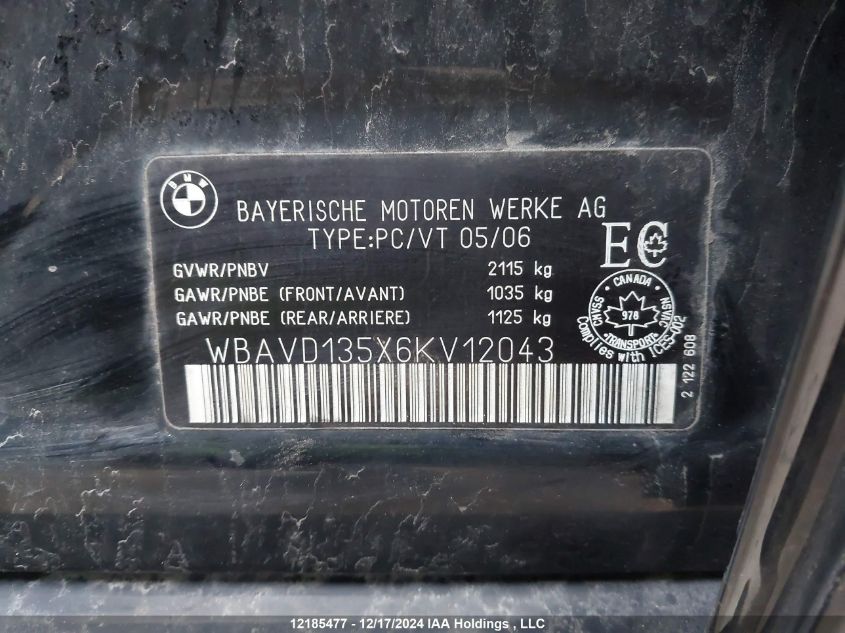 BMW
BAYERISCHE MOTOREN WERKE AG
TYPE:PC/VT 05/06
EC
GVWR/PNBV 2115 kg
GAWR/PNBE (FRONT/AVANT) 1035 kg
GAWR/PNBE (REAR/ARRIERE) 1125 kg
CANADA
CMVSS
NSVAC
978
TRANSPORT
Complies with ICES-002
WBAVD135X6KV12043
2 122 608
12185477 - 12/17/2024 IAA Holdings , LLC